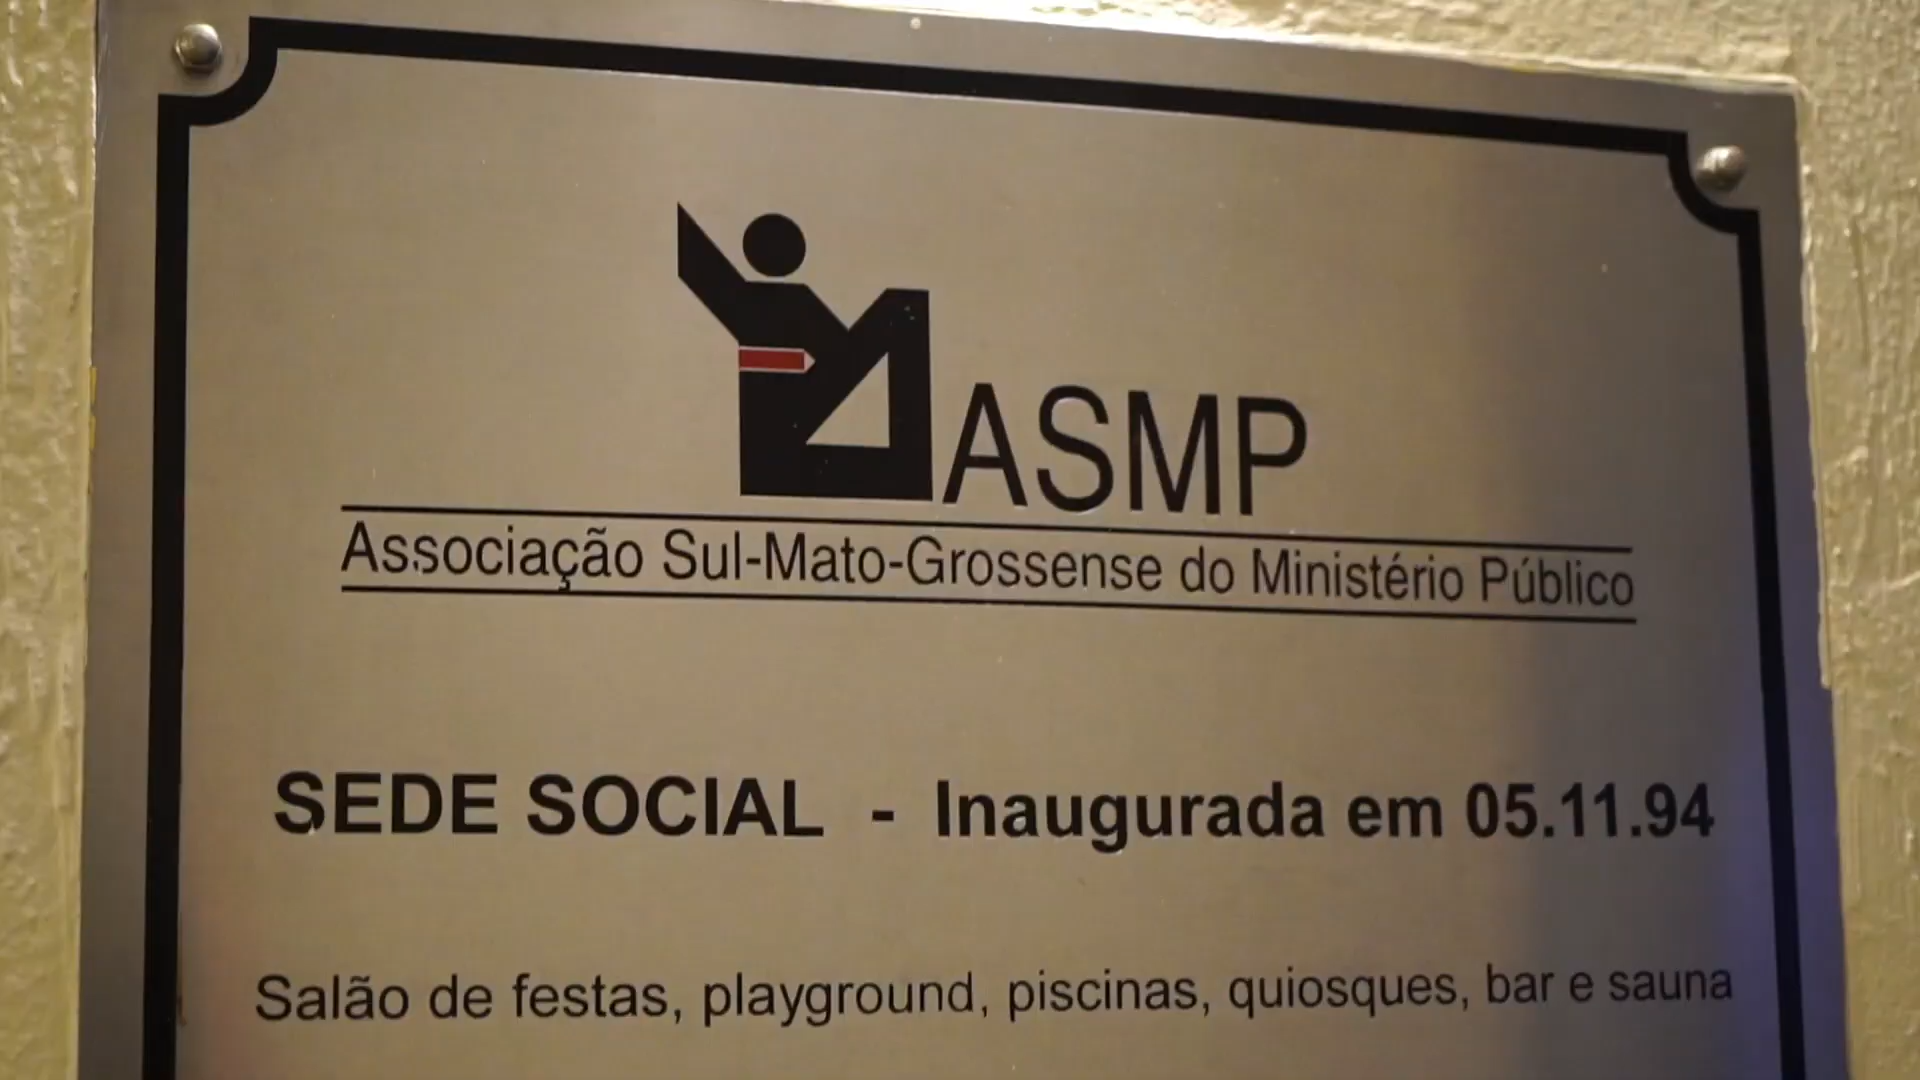 ASMP
Associação Sul-Mato-Grossense do Ministério Público
SEDE SOCIAL - Inaugurada em 05.11.94
Salão de festas, playground, piscinas, quiosques, bar e sauna